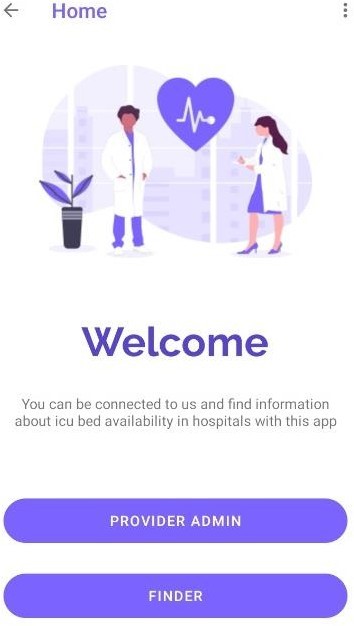 Home
Welcome
You can be connected to us and find information
about icu bed availability in hospitals with this app
PROVIDER ADMIN
FINDER